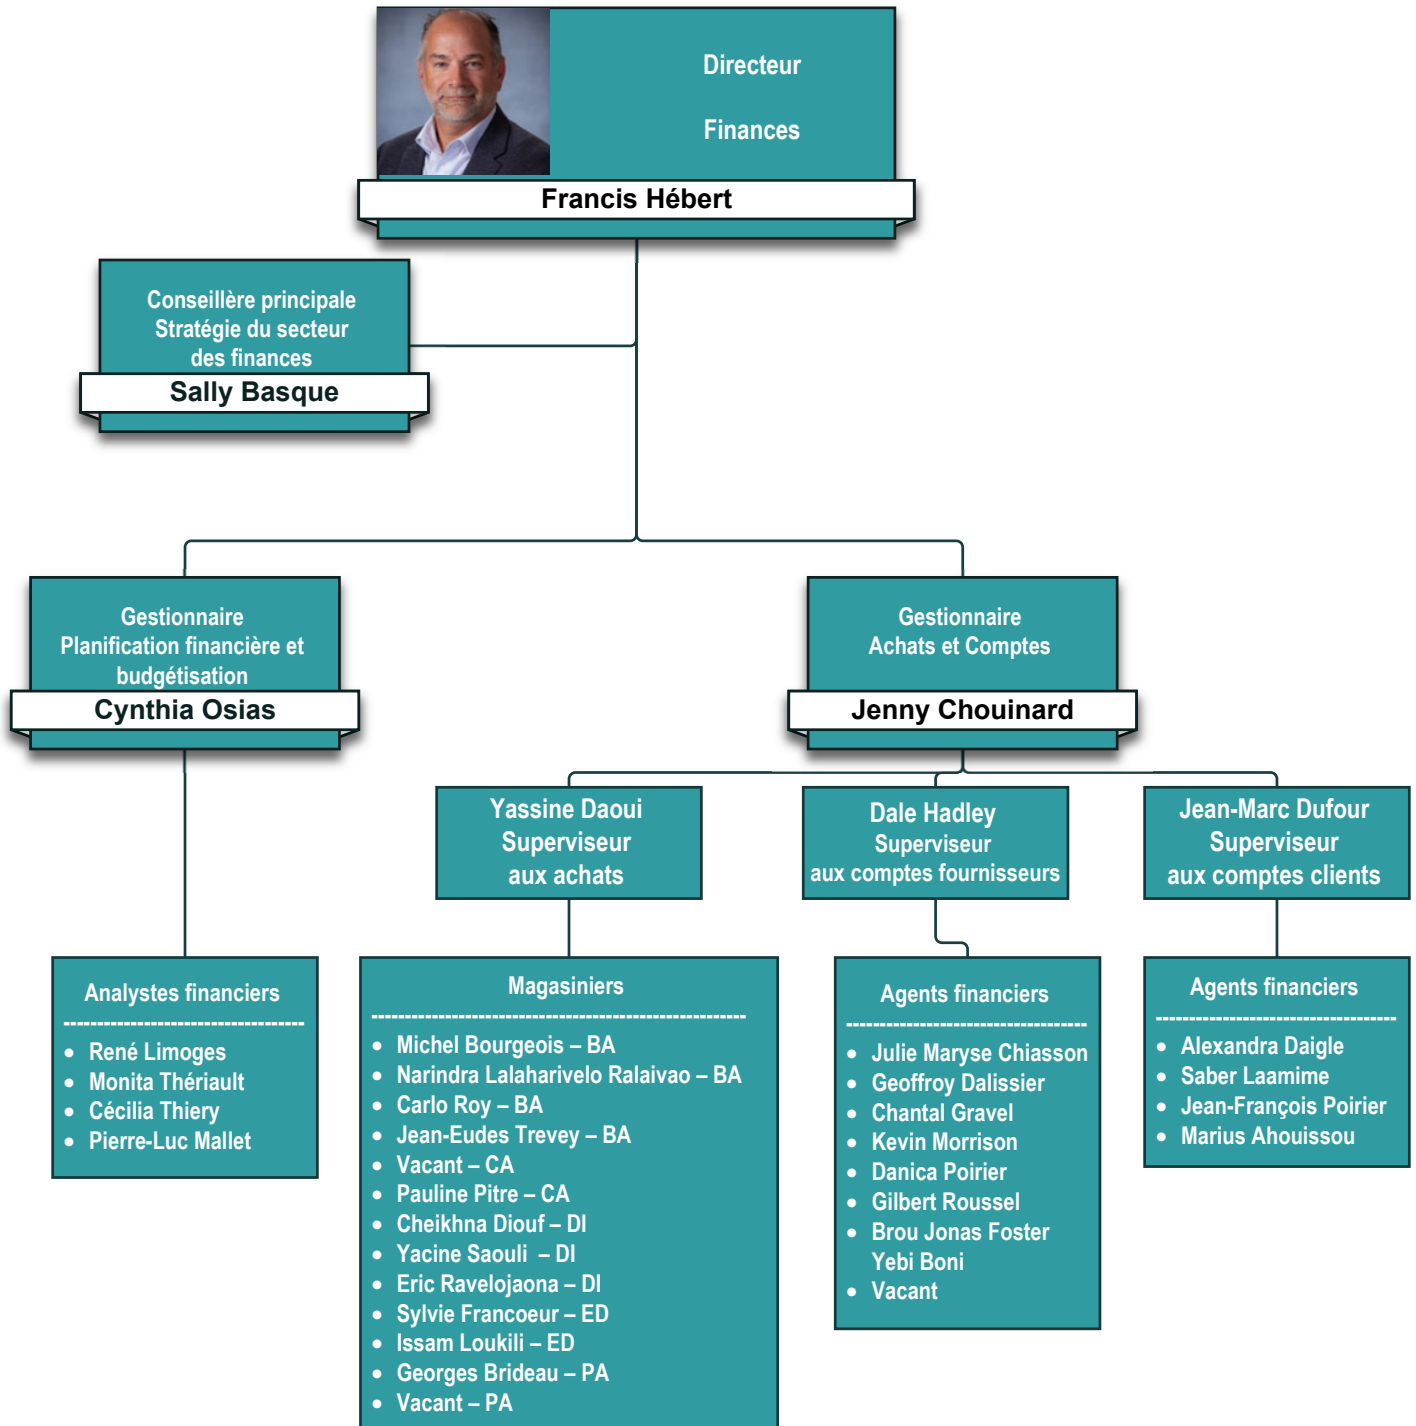 Directeur
Finances
Francis Hébert
Conseillère principale
Stratégie du secteur
des finances
Sally Basque
Gestionnaire
Planification financière et
budgétisation
Cynthia Osias
Gestionnaire
Achats et Comptes
Jenny Chouinard
Yassine Daoui
Superviseur
aux achats
Dale Hadley
Superviseur
aux comptes fournisseurs
Jean-Marc Dufour
Superviseur
aux comptes clients
Analystes financiers
------------------------------------
• René Limoges
• Monita Thériault
• Cécilia Thiery
• Pierre-Luc Mallet
Magasiniers
--------------------------------------------------------
• Michel Bourgeois – BA
• Narindra Lalaharivelo Ralaivao – BA
• Carlo Roy – BA
• Jean-Eudes Trevey – BA
• Vacant – CA
• Pauline Pitre – CA
• Cheikhna Diouf – DI
• Yacine Saouli – DI
• Eric Ravelojaona – DI
• Sylvie Francoeur – ED
• Issam Loukili – ED
• Georges Brideau – PA
• Vacant – PA
Agents financiers
------------------------------------
• Julie Maryse Chiasson
• Geoffroy Dalissier
• Chantal Gravel
• Kevin Morrison
• Danica Poirier
• Gilbert Roussel
• Brou Jonas Foster
Yebi Boni
• Vacant
Agents financiers
------------------------------------
• Alexandra Daigle
• Saber Laamime
• Jean-François Poirier
• Marius Ahouissou